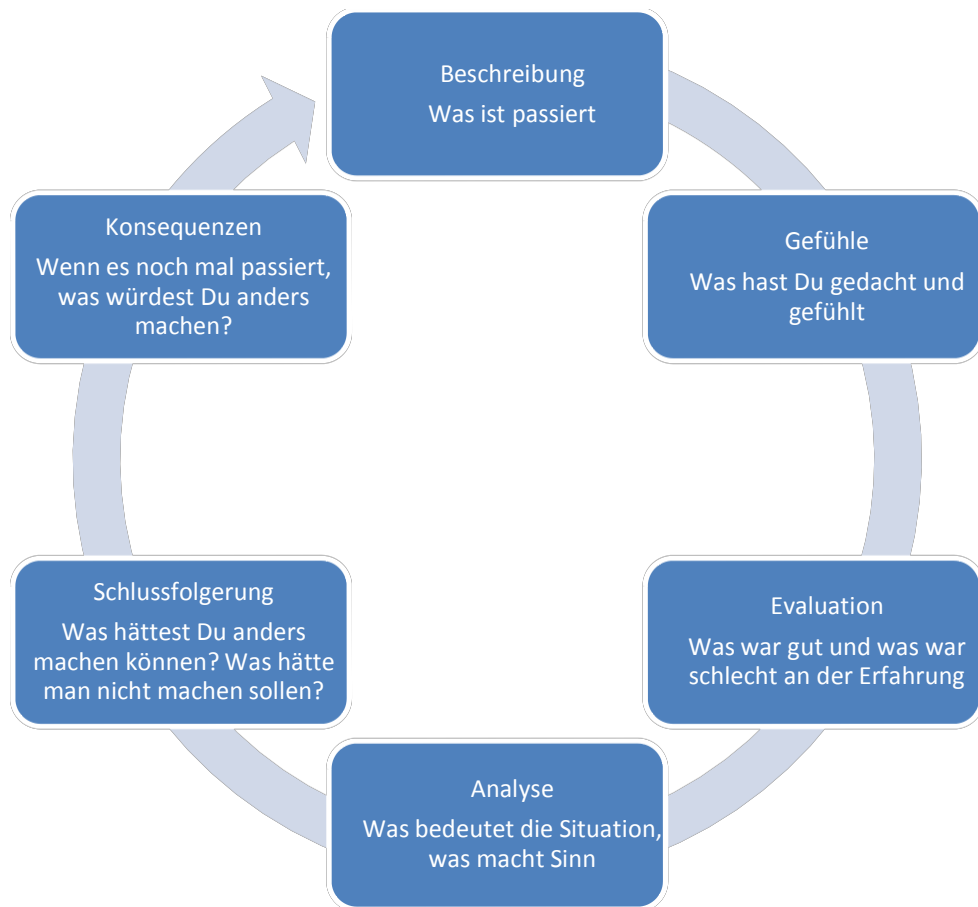 Beschreibung
Was ist passiert
Gefühle
Was hast Du gedacht und
gefühlt
Evaluation
Was war gut und was war
schlecht an der Erfahrung
Analyse
Was bedeutet die Situation,
was macht Sinn
Schlussfolgerung
Was hättest Du anders
machen können? Was hätte
man nicht machen sollen?
Konsequenzen
Wenn es noch mal passiert,
was würdest Du anders
machen?